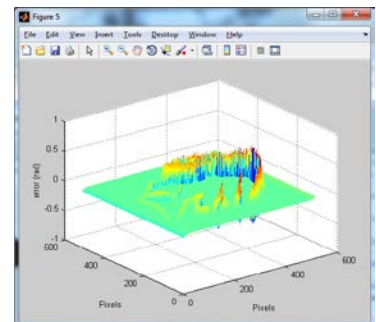 Figure 5
File Edit View Insert Tools Desktop Window Help
1
0.5
0
-0.5
-1
error (rad)
600
400
200
0
Pixels
0
200
400
600
Pixels